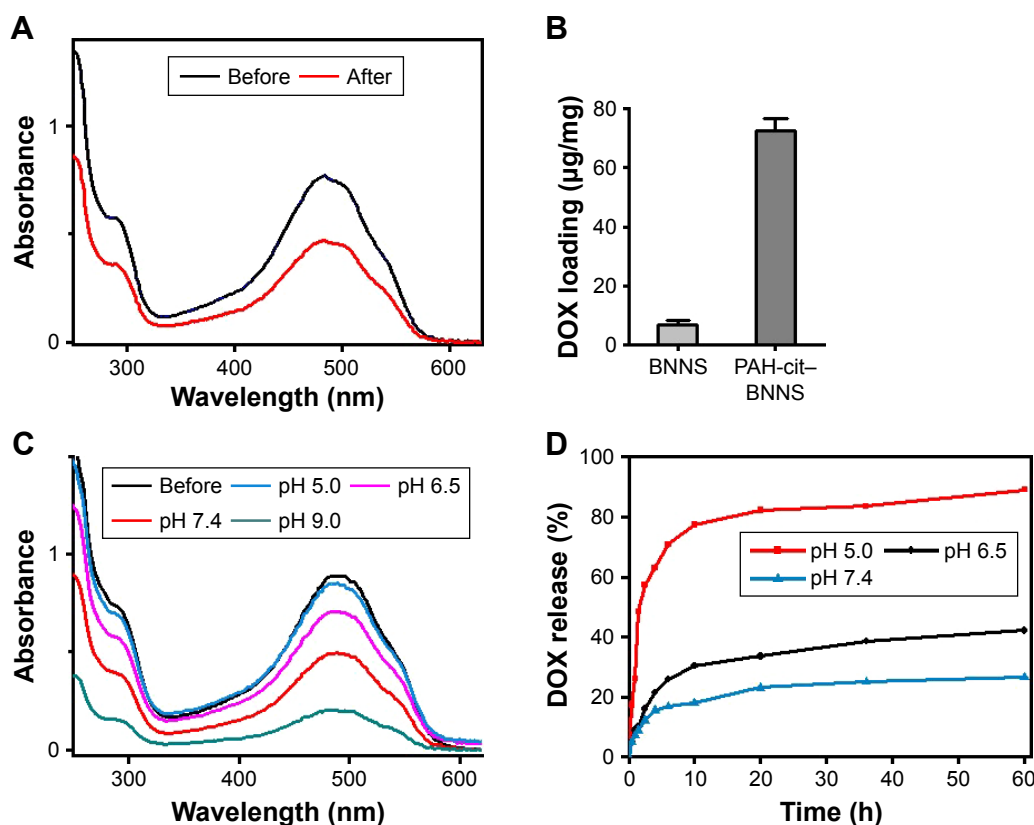 A
Before After
1
0
Absorbance
300 400 500 600
Wavelength (nm)
B
80
60
40
20
0
DOX loading (µg/mg)
BNNS PAH-cit–
BNNS
C
Before pH 5.0 pH 6.5
pH 7.4 pH 9.0
1
0
Absorbance
300 400 500 600
Wavelength (nm)
D
100
80
60
40
20
0
DOX release (%)
pH 5.0 pH 6.5
pH 7.4
0 10 20 30 40 50 60
Time (h)